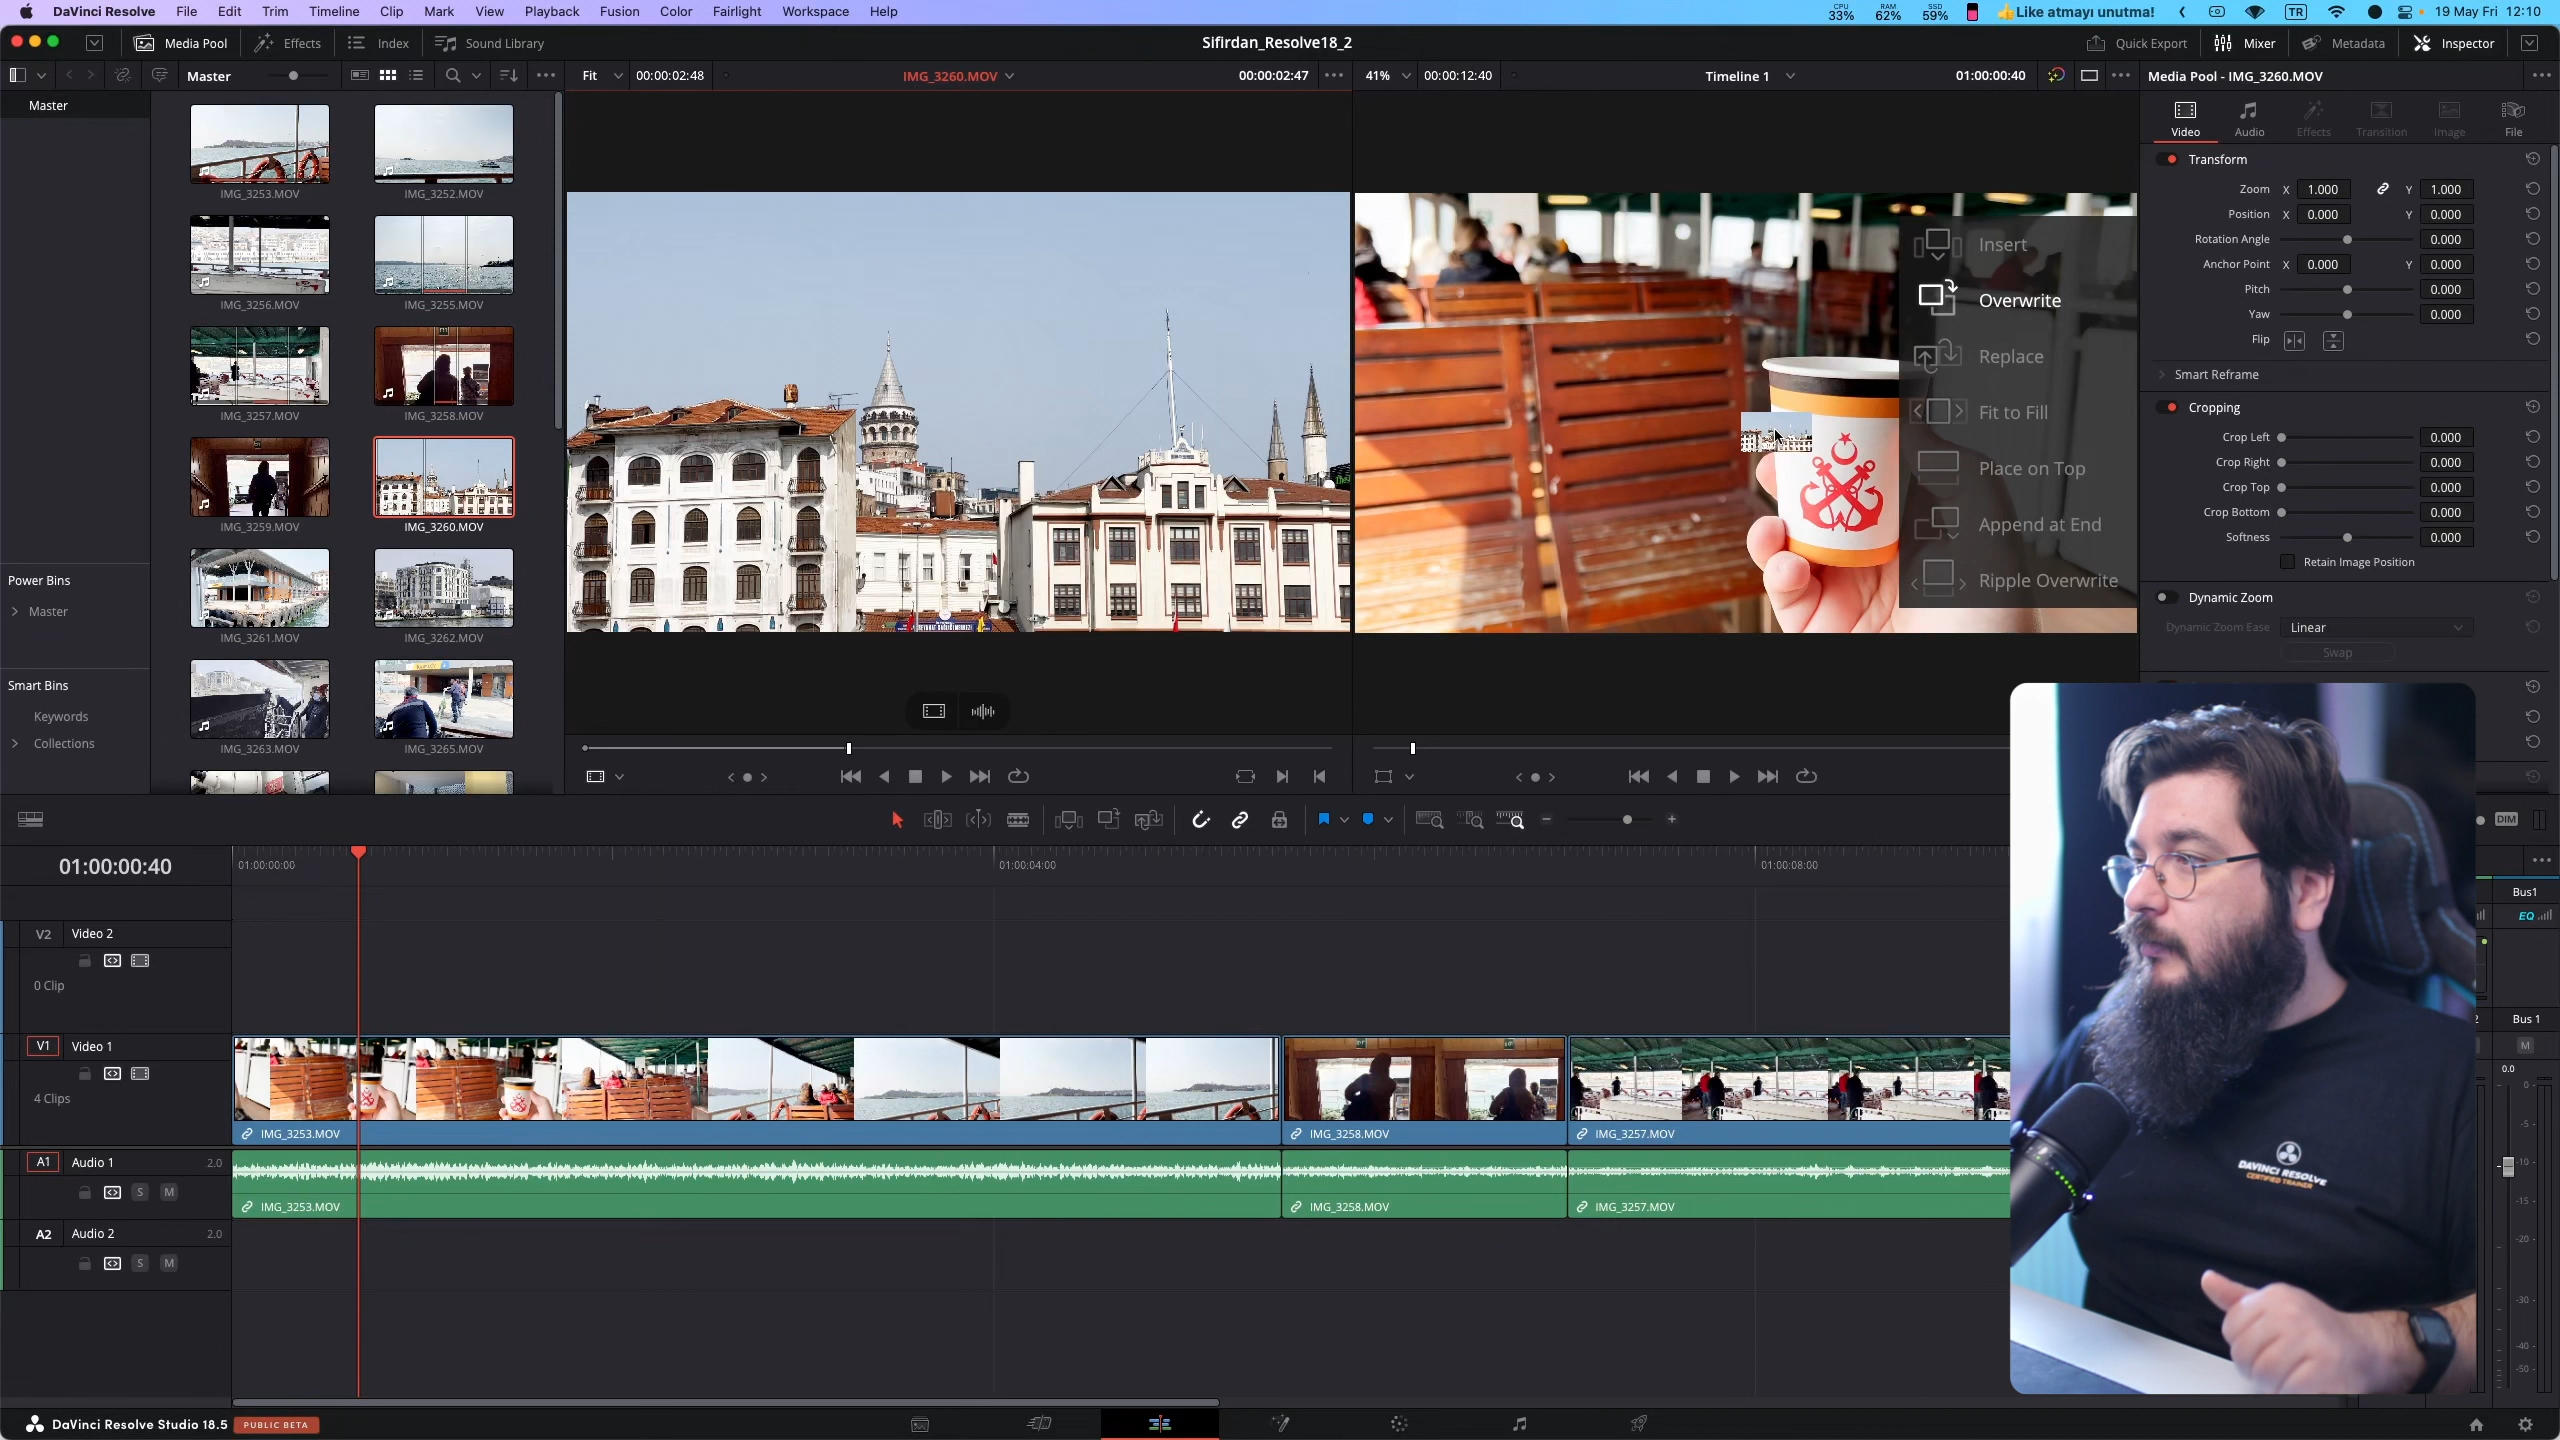 DaVinci Resolve File Edit Trim Timeline Clip Mark View Playback Fusion Color Fairlight Workspace Help
CPU 33% RAM 62% SSD 59% 👍Like atmayı unutma! TR 19 May Fri 12:10
Media Pool Effects Index Sound Library Sifirdan_Resolve18_2 Quick Export Mixer Metadata Inspector
Master Fit 00:00:02:48 IMG_3260.MOV 00:00:02:47 41% 00:00:12:40 Timeline 1 01:00:00:40 Media Pool - IMG_3260.MOV
Master
IMG_3253.MOV IMG_3252.MOV
IMG_3256.MOV IMG_3255.MOV
IMG_3257.MOV IMG_3258.MOV
IMG_3259.MOV IMG_3260.MOV
IMG_3261.MOV IMG_3262.MOV
IMG_3263.MOV IMG_3265.MOV
Power Bins
Master
Smart Bins
Keywords
Collections
Insert
Overwrite
Replace
Fit to Fill
Place on Top
Append at End
Ripple Overwrite
Video Audio Effects Transition Image File
Transform
Zoom X 1.000 Y 1.000
Position X 0.000 Y 0.000
Rotation Angle 0.000
Anchor Point X 0.000 Y 0.000
Pitch 0.000
Yaw 0.000
Flip
Smart Reframe
Cropping
Crop Left 0.000
Crop Right 0.000
Crop Top 0.000
Crop Bottom 0.000
Softness 0.000
Retain Image Position
Dynamic Zoom
Dynamic Zoom Ease Linear
Swap
DIM
01:00:00:40 01:00:00:00 01:00:04:00 01:00:08:00
V2 Video 2
0 Clip
V1 Video 1
4 Clips
IMG_3253.MOV IMG_3258.MOV IMG_3257.MOV
A1 Audio 1 2.0
S M
IMG_3253.MOV IMG_3258.MOV IMG_3257.MOV
A2 Audio 2 2.0
S M
Bus1
EQ
2 Bus 1
M
0.0
0
-5
-10
-15
-20
-30
-40
-50
DAVINCI RESOLVE
CERTIFIED TRAINER
DaVinci Resolve Studio 18.5 PUBLIC BETA